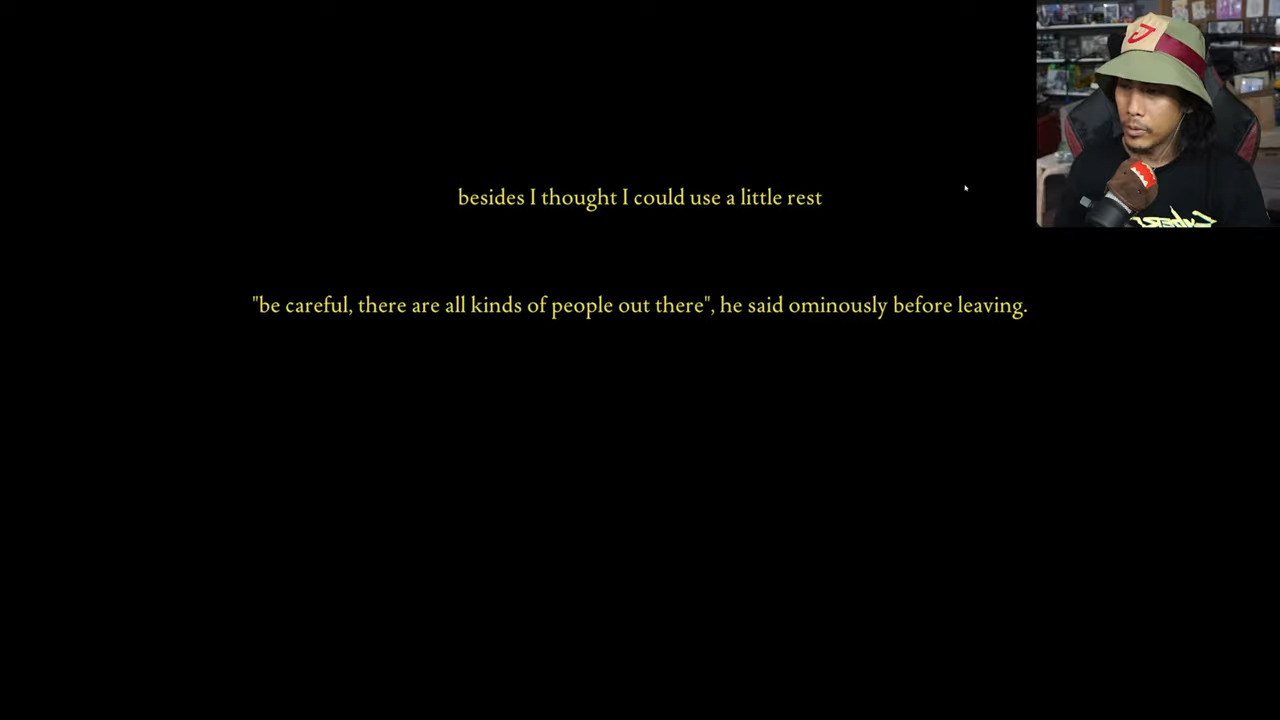 besides I thought I could use a little rest
"be careful, there are all kinds of people out there", he said ominously before leaving.